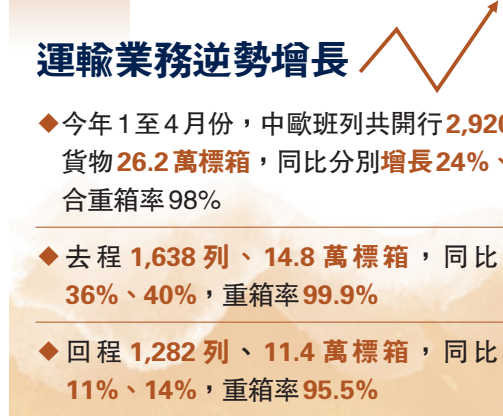 運輸業務逆勢增長
◆今年1至4月份，中歐班列共開行2,920
貨物26.2萬標箱，同比分別增長24%、
合重箱率98%
◆去程1,638列、14.8萬標箱，同比
36%、40%，重箱率99.9%
◆回程1,282列、11.4萬標箱，同比
11%、14%，重箱率95.5%